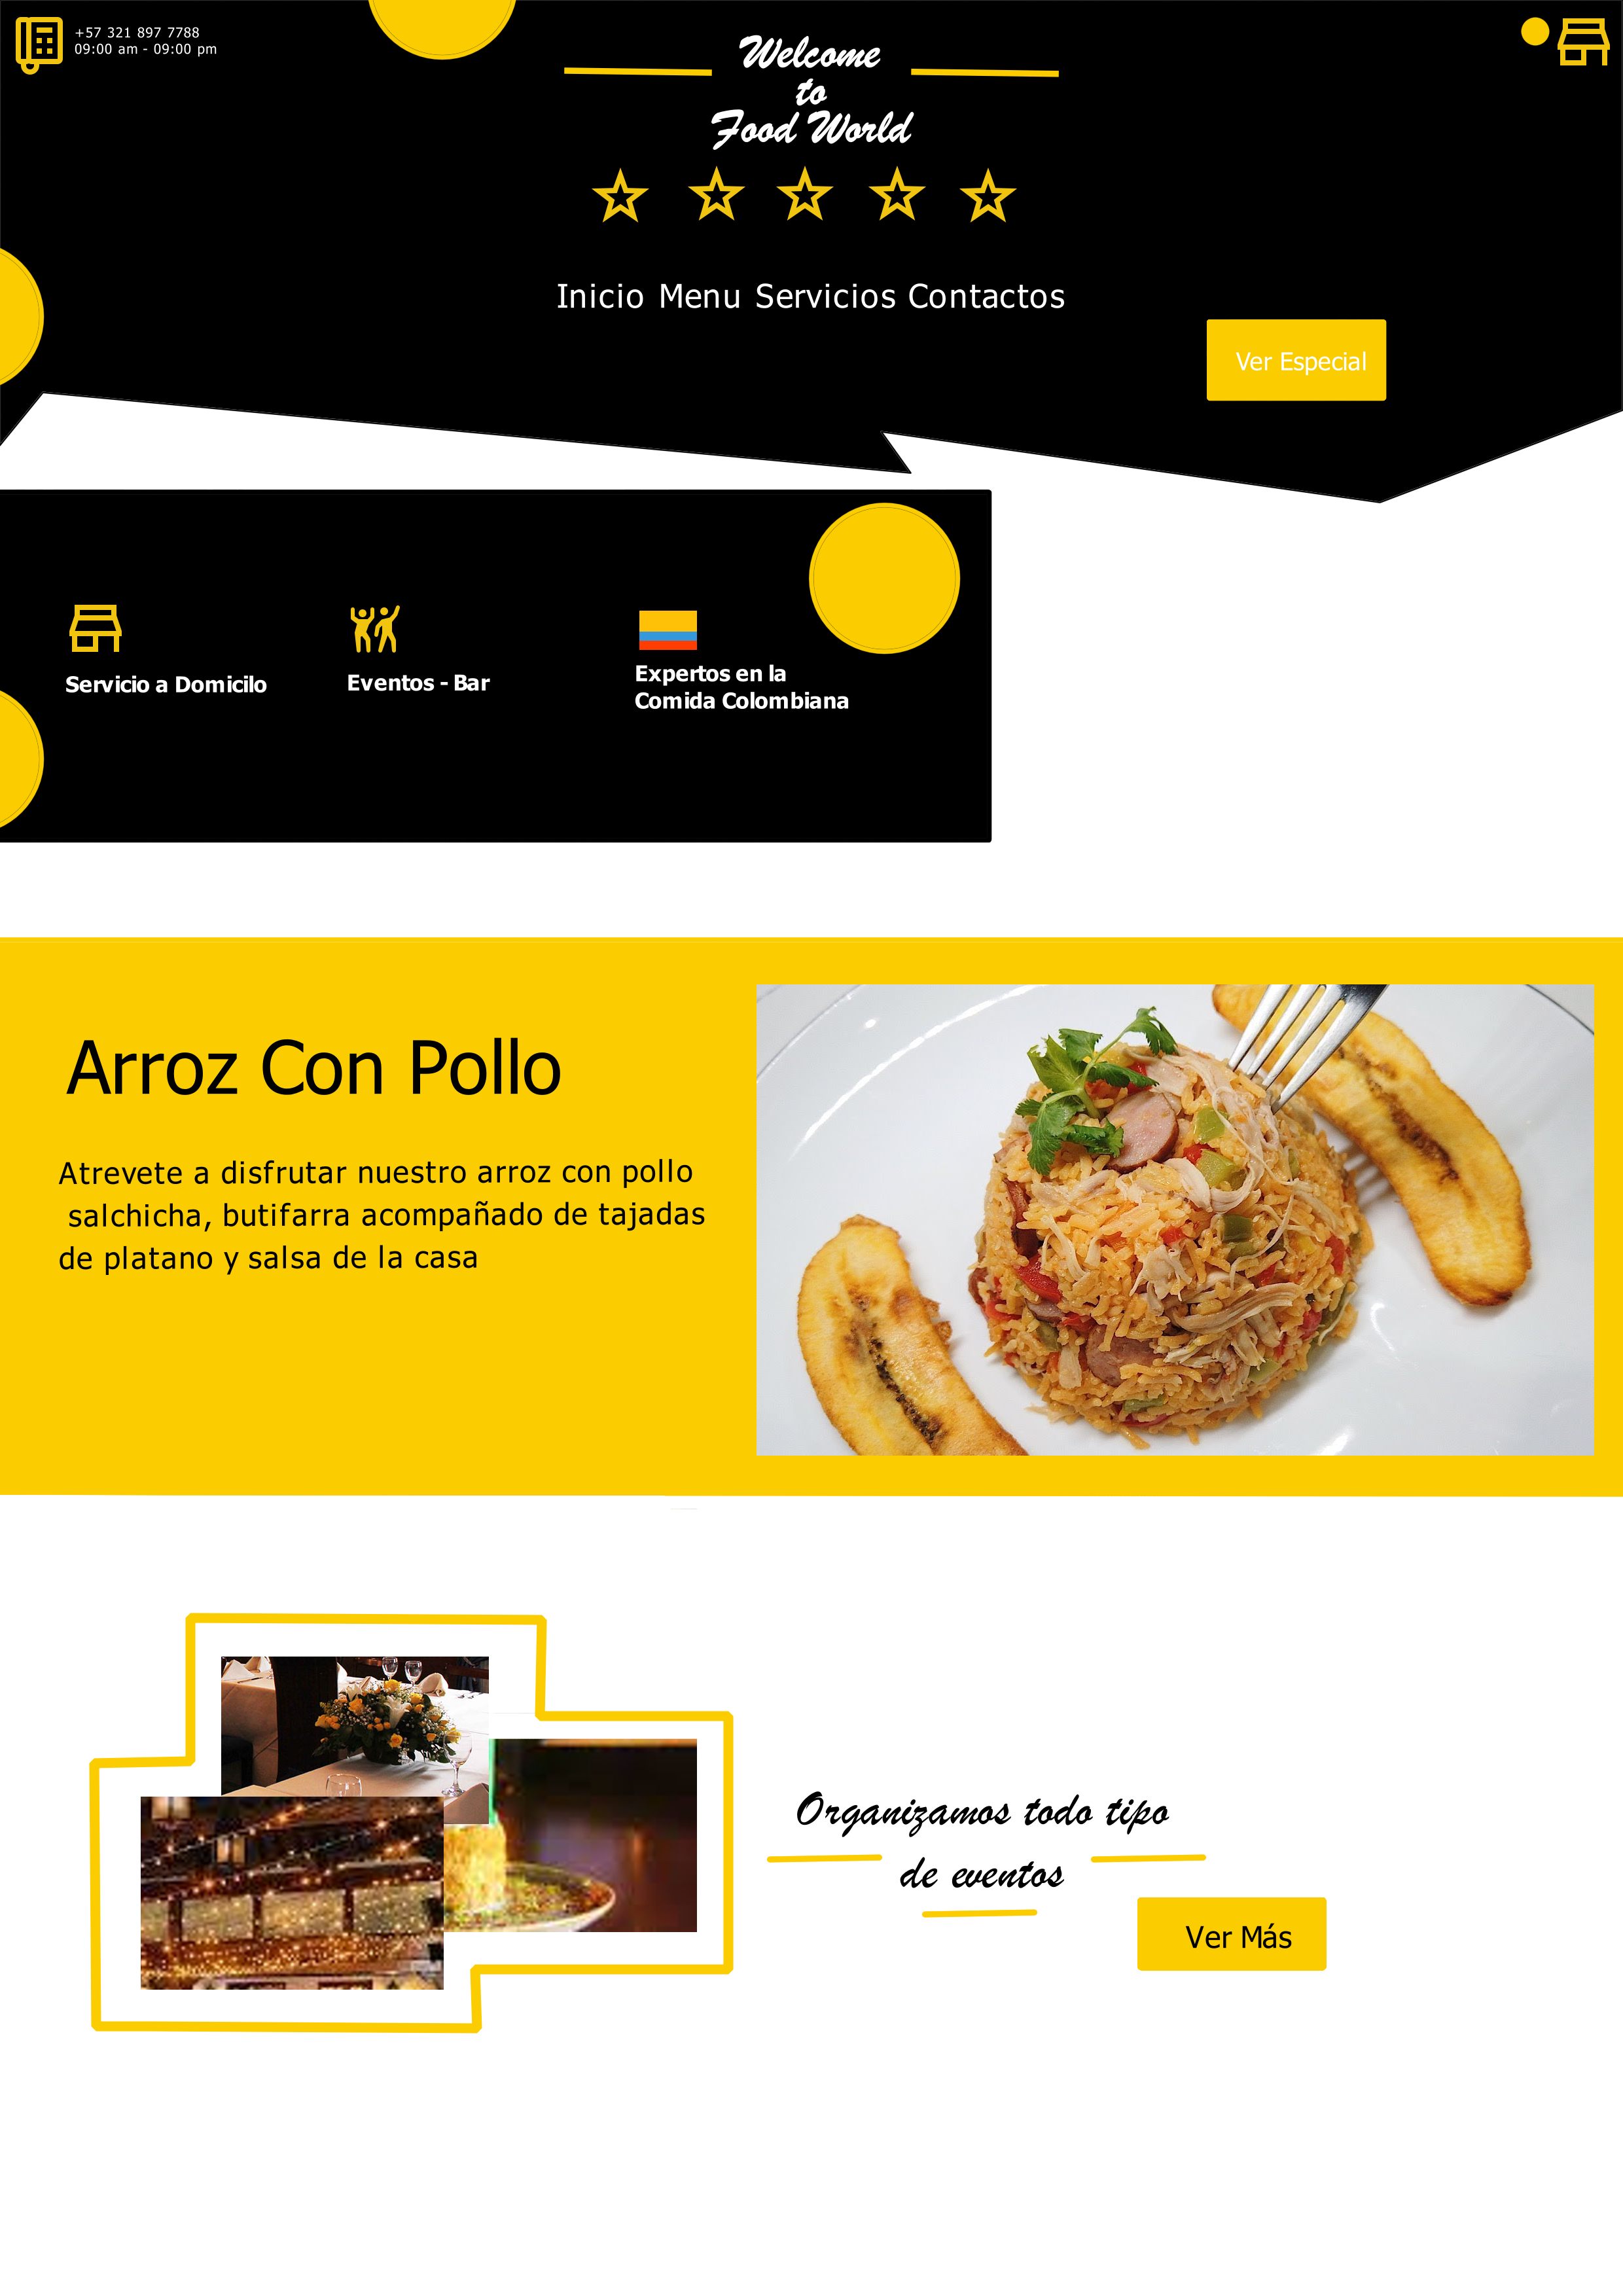 +57 321 897 7788
09:00 am - 09:00 pm
Welcome
to
Food World
Inicio Menu Servicios Contactos
Ver Especial
Servicio a Domicilo
Eventos - Bar
Expertos en la
Comida Colombiana
Arroz Con Pollo
Atrevete a disfrutar nuestro arroz con pollo
salchicha, butifarra acompañado de tajadas
de platano y salsa de la casa
Organizamos todo tipo
de eventos
Ver Más